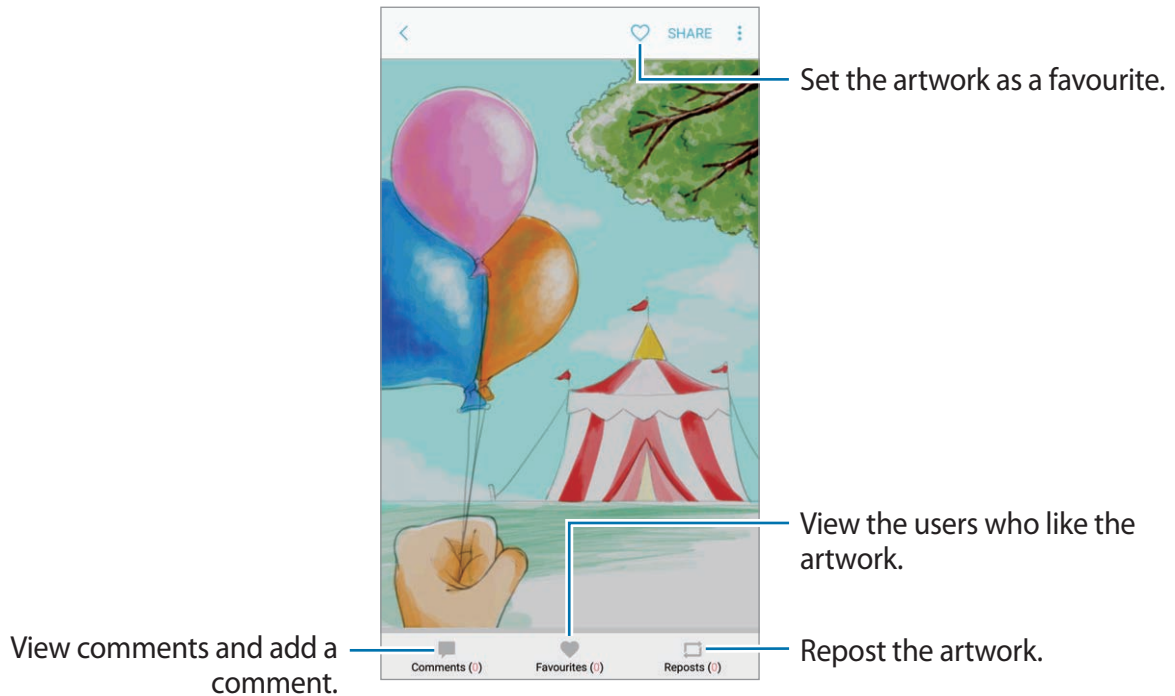 SHARE
Set the artwork as a favourite.
View the users who like the
artwork.
View comments and add a
comment.
Comments (0)
Favourites (0)
Reposts (0)
Repost the artwork.